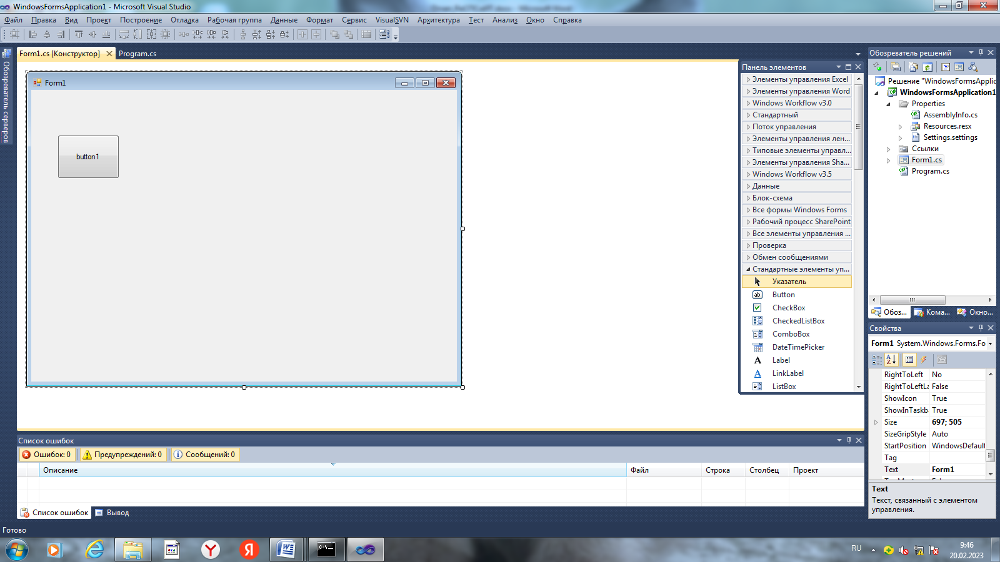 WindowsFormsApplication1 - Microsoft Visual Studio
Файл Правка Вид Проект Построение Отладка Рабочая группа Данные Формат Сервис VisualSVN Архитектура Тест Анализ Окно Справка
Обозреватель серверов
Form1.cs [Конструктор] Program.cs
Form1
button1
Панель элементов
Элементы управления Excel
Элементы управления Word
Windows Workflow v3.0
Стандартный
Поток управления
Элементы управления лен...
Типовые элементы управл...
Элементы управления Sha...
Windows Workflow v3.5
Данные
Блок-схема
Все формы Windows Forms
Рабочий процесс SharePoint
Все элементы управления ...
Проверка
Обмен сообщениями
Стандартные элементы уп...
Указатель
Button
CheckBox
CheckedListBox
ComboBox
DateTimePicker
Label
LinkLabel
ListBox
Обозреватель решений
Решение "WindowsFormsApplic
WindowsFormsApplication1
Properties
AssemblyInfo.cs
Resources.resx
Settings.settings
Ссылки
Form1.cs
Program.cs
Обоз... Кома... Окно...
Свойства
Form1 System.Windows.Forms.Fo
RightToLeft No
RightToLeftLa False
ShowIcon True
ShowInTaskb True
Size 697; 505
SizeGripStyle Auto
StartPosition WindowsDefault
Tag
Text Form1
Text
Текст, связанный с элементом
управления.
Список ошибок
Ошибок: 0 Предупреждений: 0 Сообщений: 0
Описание Файл Строка Столбец Проект
Список ошибок Вывод
Готово
RU
9:46
20.02.2023